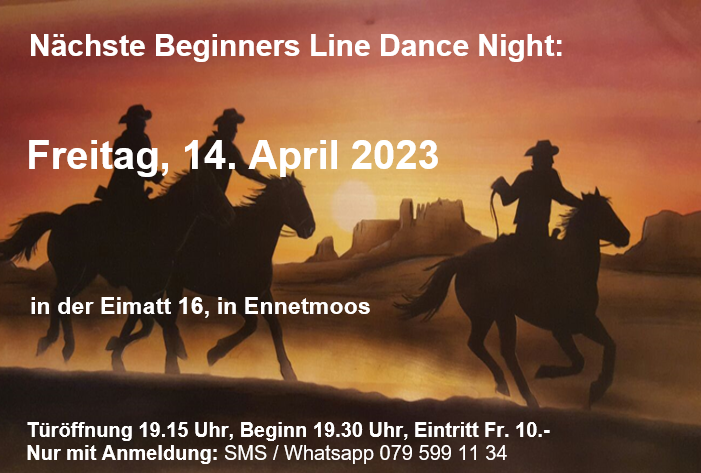 Nächste Beginners Line Dance Night:
Freitag, 14. April 2023
in der Eimatt 16, in Ennetmoos
Türöffnung 19.15 Uhr, Beginn 19.30 Uhr, Eintritt Fr. 10.-
Nur mit Anmeldung: SMS / Whatsapp 079 599 11 34